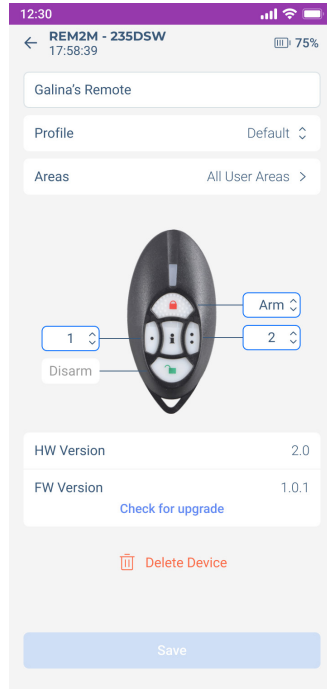 12:30
REM2M - 235DSW
17:58:39
75%
Galina's Remote
Profile
Default
Areas
All User Areas
Arm
1
2
Disarm
HW Version
2.0
FW Version
1.0.1
Check for upgrade
Delete Device
Save